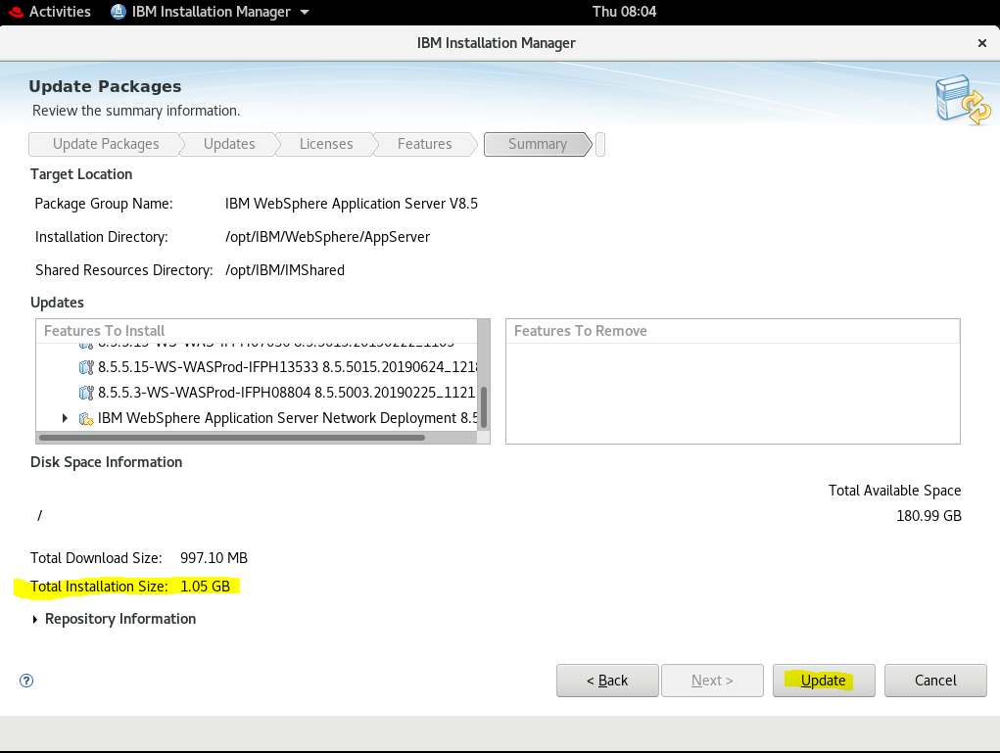 Activities IBM Installation Manager Thu 08:04
IBM Installation Manager
Update Packages
Review the summary information.
Update Packages Updates Licenses Features Summary
Target Location
Package Group Name: IBM WebSphere Application Server V8.5
Installation Directory: /opt/IBM/WebSphere/AppServer
Shared Resources Directory: /opt/IBM/IMShared
Updates
Features To Install
8.5.5.15-WS-WASProd-IFPH13533 8.5.5015.20190624_1218
8.5.5.3-WS-WASProd-IFPH08804 8.5.5003.20190225_1121
IBM WebSphere Application Server Network Deployment 8.5
Features To Remove
Disk Space Information
Total Available Space
/ 180.99 GB
Total Download Size: 997.10 MB
Total Installation Size: 1.05 GB
Repository Information
< Back Next > Update Cancel